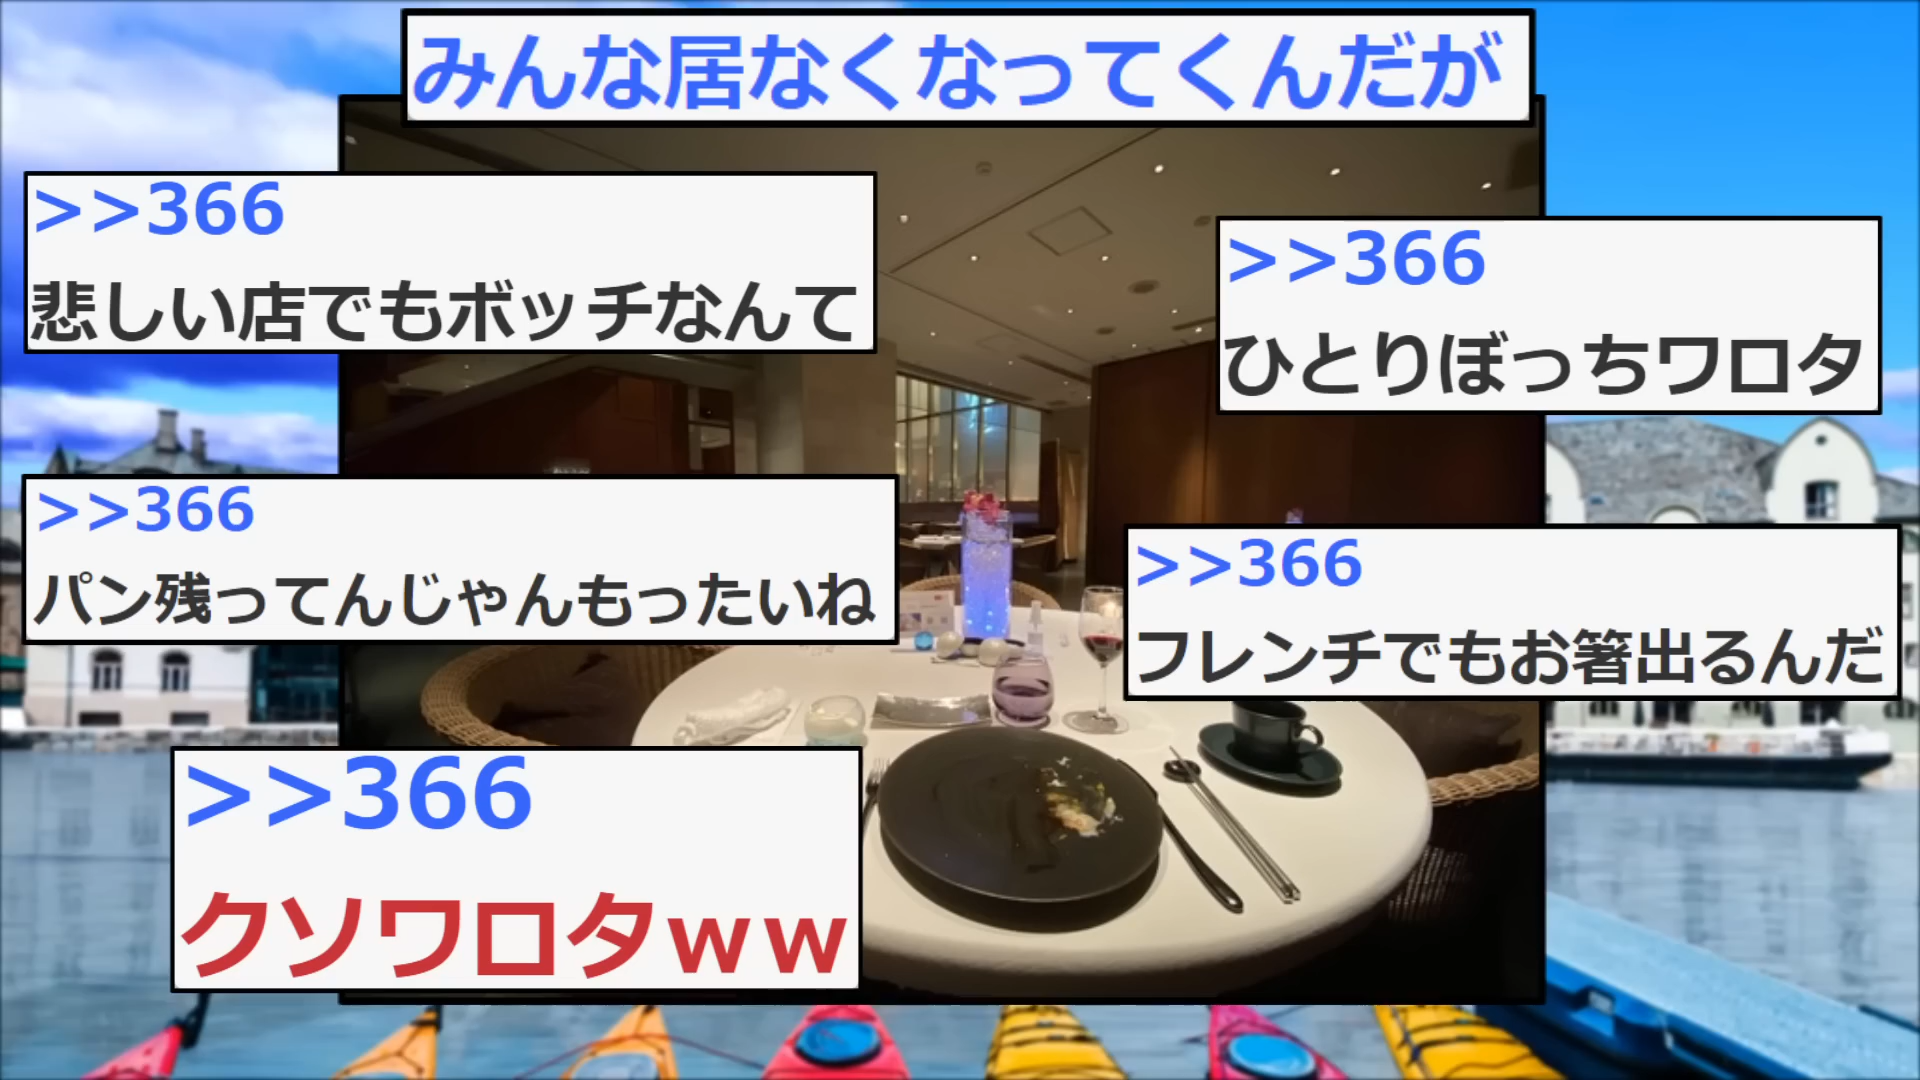 みんな居なくなってくんだが
>>366
悲しい店でもボッチなんて
>>366
ひとりぼっちワロタ
>>366
パン残ってんじゃんもったいね
>>366
フレンチでもお箸出るんだ
>>366
クソワロタｗｗ